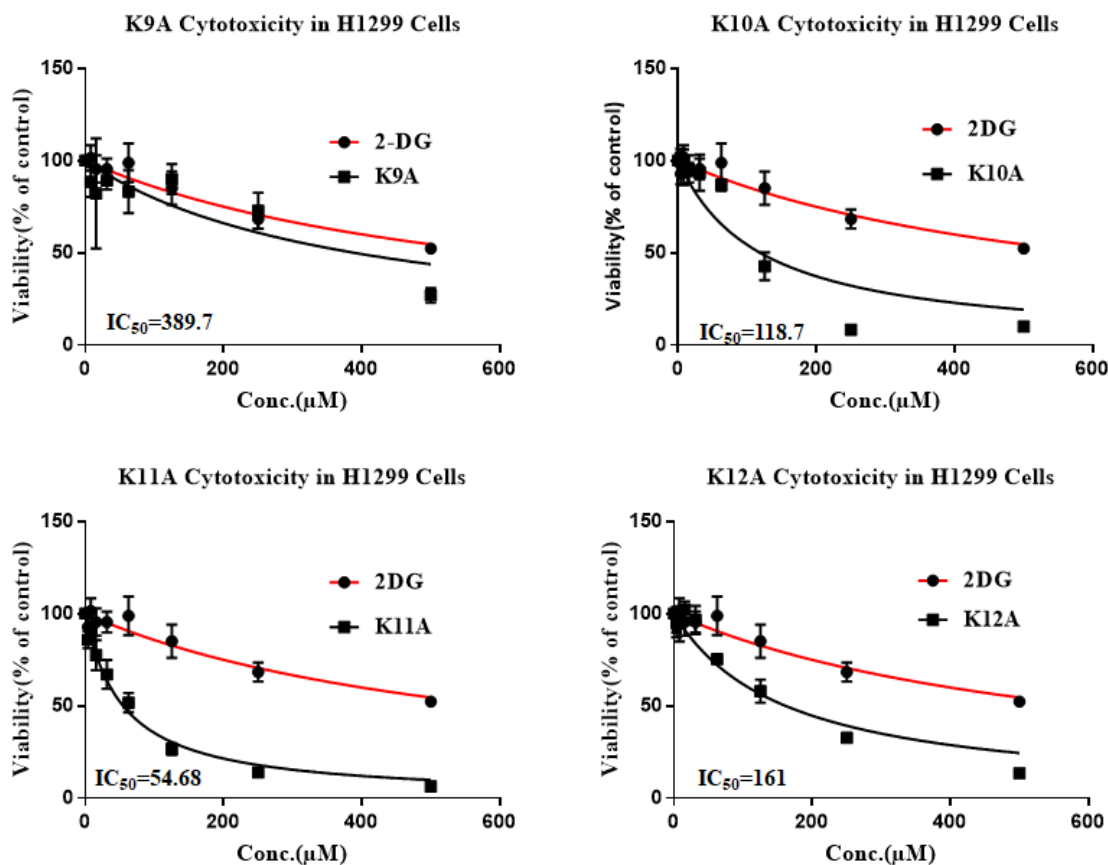 K9A Cytotoxicity in H1299 Cells
Viability(% of control)
150
100
50
0
2-DG
K9A
IC₅₀=389.7
0
200
400
600
Conc.(µM)
K10A Cytotoxicity in H1299 Cells
Viability(% of control)
150
100
50
0
2DG
K10A
IC₅₀=118.7
0
200
400
600
Conc.(µM)
K11A Cytotoxicity in H1299 Cells
Viability(% of control)
150
100
50
0
2DG
K11A
IC₅₀=54.68
0
200
400
600
Conc.(µM)
K12A Cytotoxicity in H1299 Cells
Viability(% of control)
150
100
50
0
2DG
K12A
IC₅₀=161
0
200
400
600
Conc.(µM)